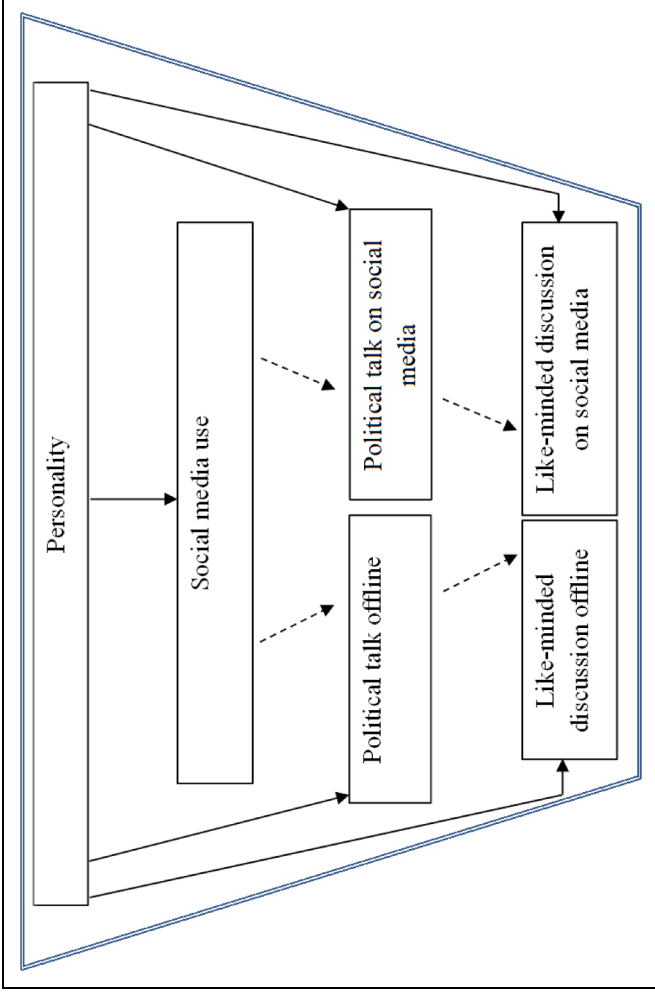 Personality
Social media use
Political talk offline
Political talk on social
media
Like-minded
discussion offline
Like-minded discussion
on social media